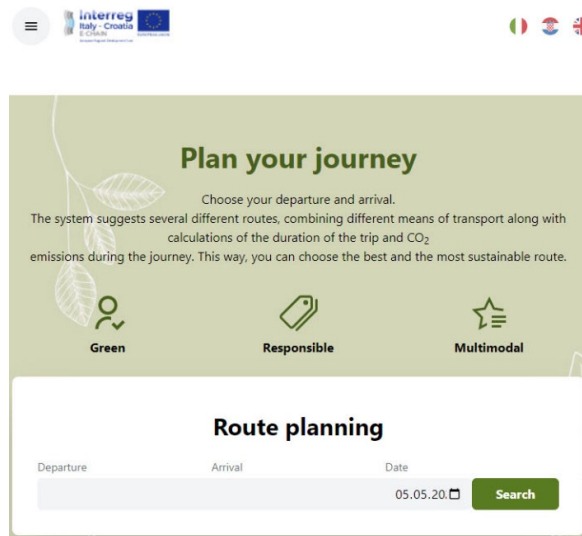 Interreg
Italy - Croatia
E-CHAIN
Plan your journey
Choose your departure and arrival.
The system suggests several different routes, combining different means of transport along with
calculations of the duration of the trip and CO₂
emissions during the journey. This way, you can choose the best and the most sustainable route.
Green Responsible Multimodal
Route planning
Departure Arrival Date
05.05.20. Search